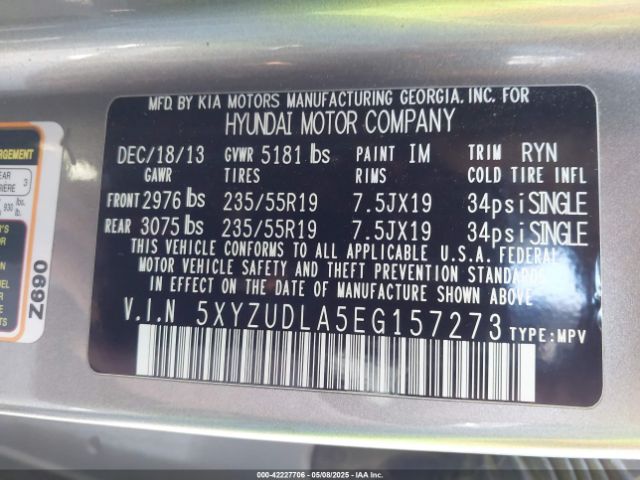 MFD. BY KIA MOTORS MANUFACTURING GEORGIA, INC. FOR
HYUNDAI MOTOR COMPANY
DEC/18/13 GVWR 5181 lbs PAINT IM TRIM RYN
GAWR TIRES RIMS COLD TIRE INFL
FRONT 2976 lbs 235/55R19 7.5JX19 34psi SINGLE
REAR 3075 lbs 235/55R19 7.5JX19 34psi SINGLE
THIS VEHICLE CONFORMS TO ALL APPLICABLE U.S.A. FEDERAL
MOTOR VEHICLE SAFETY AND THEFT PREVENTION STANDARDS
IN EFFECT ON THE DATE OF MANUFACTURE SHOWN ABOVE
V.I.N 5XYZUDLA5EG157273 TYPE:MPV
Z690
000-42227706 - 05/08/2025 - IAAI.COM